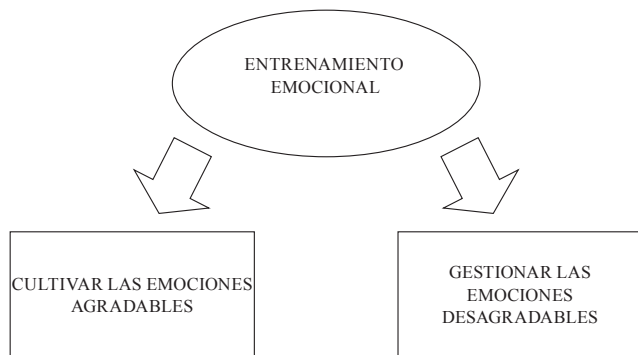 ENTRENAMIENTO
EMOCIONAL
CULTIVAR LAS EMOCIONES
AGRADABLES
GESTIONAR LAS
EMOCIONES
DESAGRADABLES